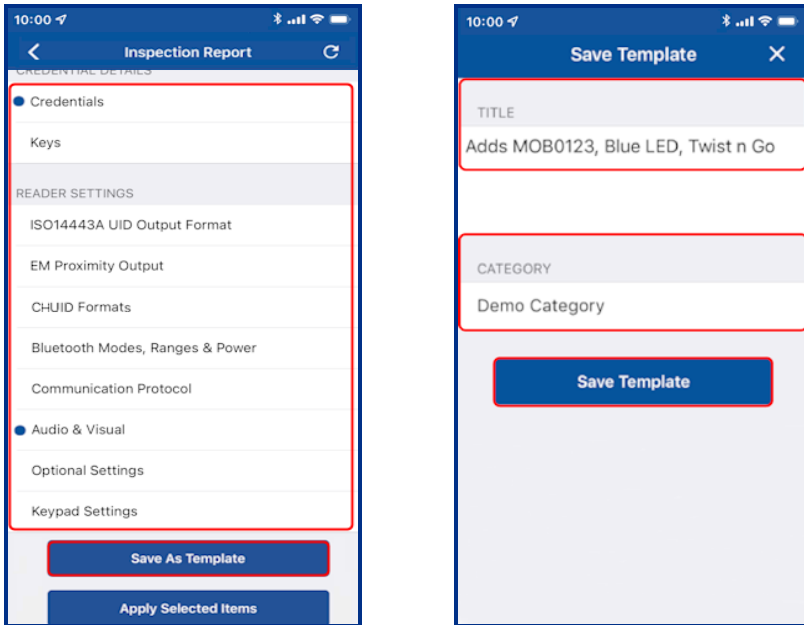 10:00
Inspection Report
CREDENTIAL DETAILS
Credentials
Keys
READER SETTINGS
ISO14443A UID Output Format
EM Proximity Output
CHUID Formats
Bluetooth Modes, Ranges & Power
Communication Protocol
Audio & Visual
Optional Settings
Keypad Settings
Save As Template
Apply Selected Items
10:00
Save Template
TITLE
Adds MOB0123, Blue LED, Twist n Go
CATEGORY
Demo Category
Save Template